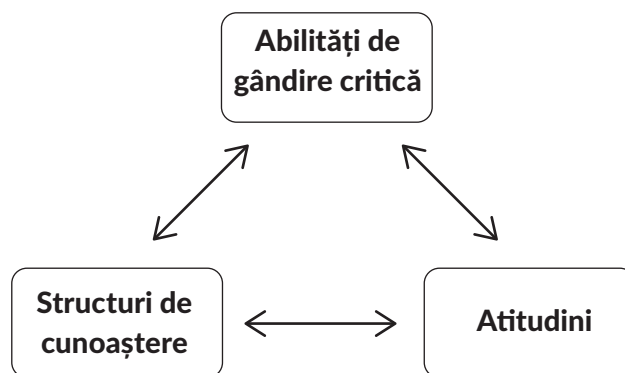 Abilități de
gândire critică
Structuri de
cunoaștere
Atitudini